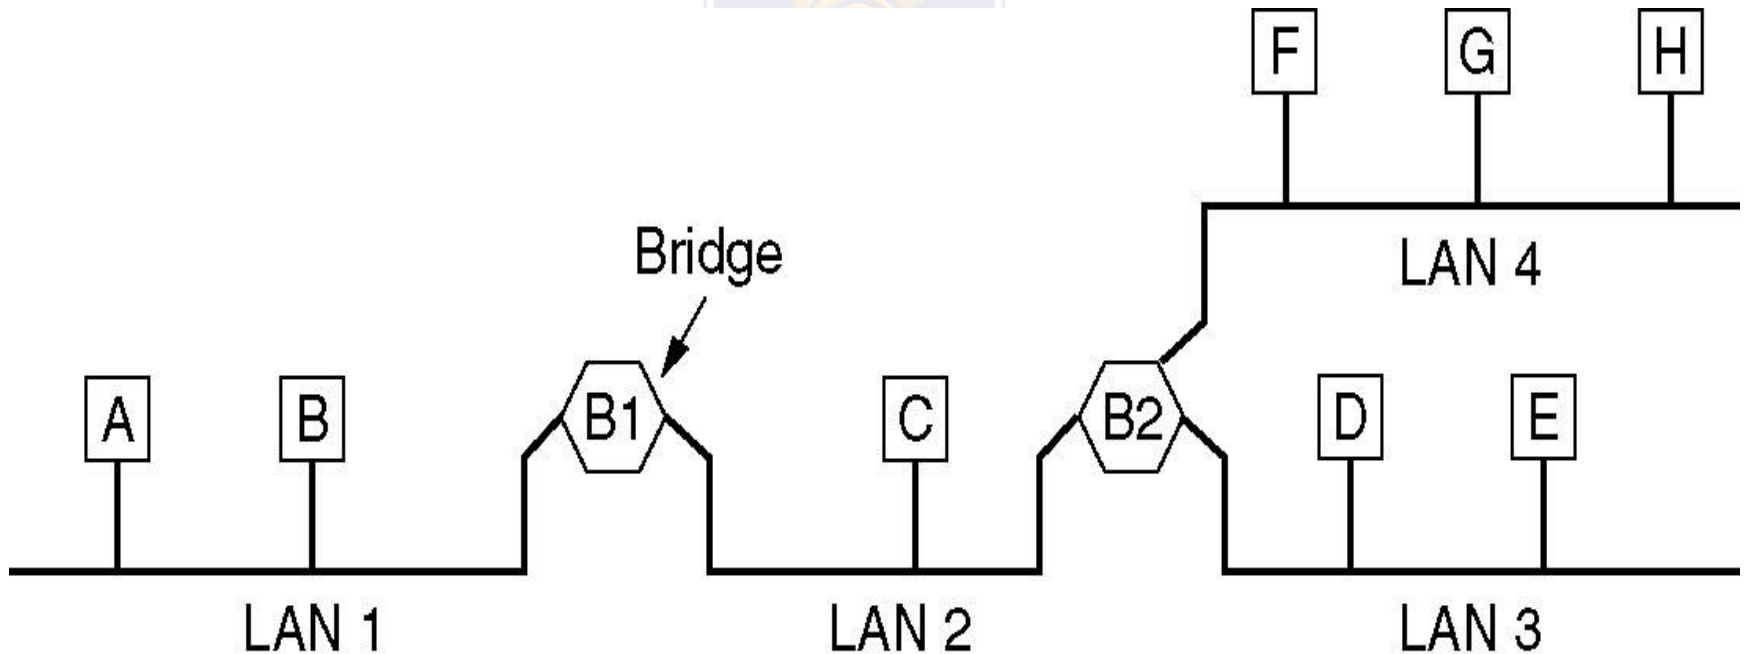 F G H
LAN 4
Bridge
A B B1 C B2 D E
LAN 1 LAN 2 LAN 3